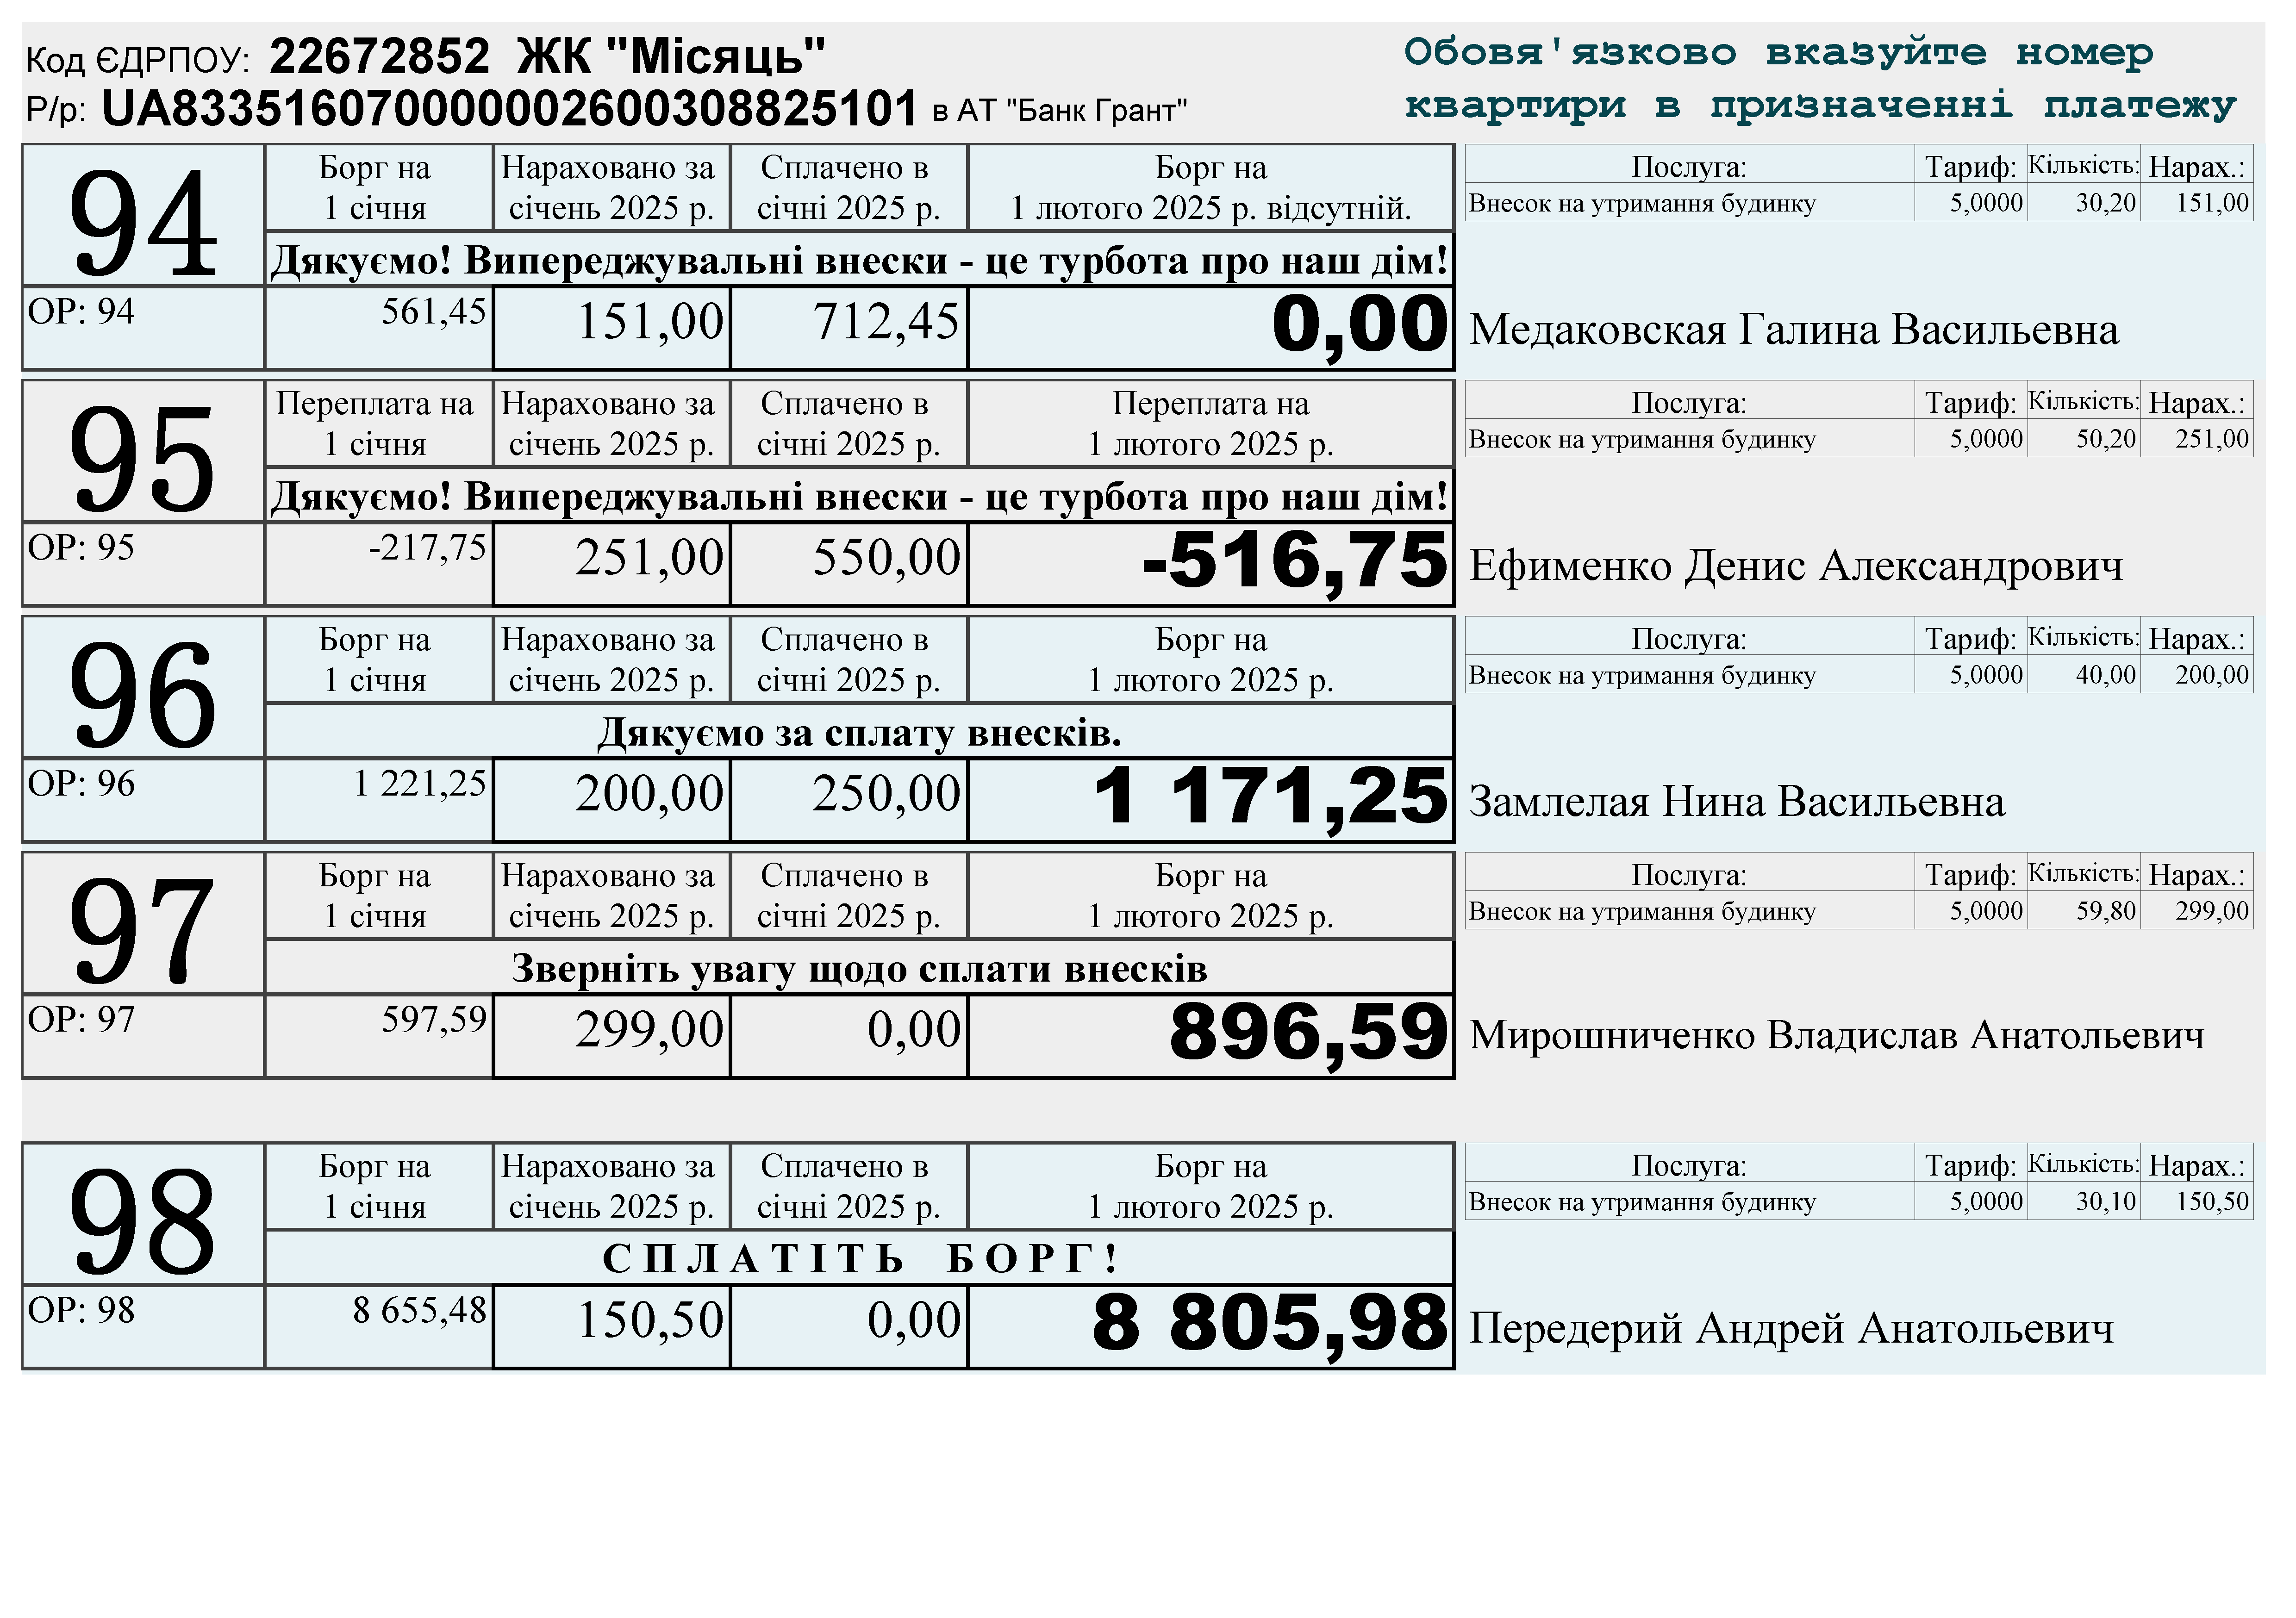 Код ЄДРПОУ: 22672852 ЖК "Місяць"
Р/р: UA833516070000002600308825101 в АТ "Банк Грант"
Обовя'язково вказуйте номер
квартири в призначенні платежу
94
Борг на
1 січня
Нараховано за
січень 2025 р.
Сплачено в
січні 2025 р.
Борг на
1 лютого 2025 р. відсутній.
Послуга: Тариф: Кількість: Нарах.:
Внесок на утримання будинку 5,0000 30,20 151,00
Дякуємо! Випереджувальні внески - це турбота про наш дім!
ОР: 94 561,45 151,00 712,45 0,00
Медаковская Галина Васильевна
95
Переплата на
1 січня
Нараховано за
січень 2025 р.
Сплачено в
січні 2025 р.
Переплата на
1 лютого 2025 р.
Послуга: Тариф: Кількість: Нарах.:
Внесок на утримання будинку 5,0000 50,20 251,00
Дякуємо! Випереджувальні внески - це турбота про наш дім!
ОР: 95 -217,75 251,00 550,00 -516,75
Ефименко Денис Александрович
96
Борг на
1 січня
Нараховано за
січень 2025 р.
Сплачено в
січні 2025 р.
Борг на
1 лютого 2025 р.
Послуга: Тариф: Кількість: Нарах.:
Внесок на утримання будинку 5,0000 40,00 200,00
Дякуємо за сплату внесків.
ОР: 96 1 221,25 200,00 250,00 1 171,25
Замлелая Нина Васильевна
97
Борг на
1 січня
Нараховано за
січень 2025 р.
Сплачено в
січні 2025 р.
Борг на
1 лютого 2025 р.
Послуга: Тариф: Кількість: Нарах.:
Внесок на утримання будинку 5,0000 59,80 299,00
Зверніть увагу щодо сплати внесків
ОР: 97 597,59 299,00 0,00 896,59
Мирошниченко Владислав Анатольевич
98
Борг на
1 січня
Нараховано за
січень 2025 р.
Сплачено в
січні 2025 р.
Борг на
1 лютого 2025 р.
Послуга: Тариф: Кількість: Нарах.:
Внесок на утримання будинку 5,0000 30,10 150,50
С П Л А Т І Т Ь Б О Р Г !
ОР: 98 8 655,48 150,50 0,00 8 805,98
Передерий Андрей Анатольевич